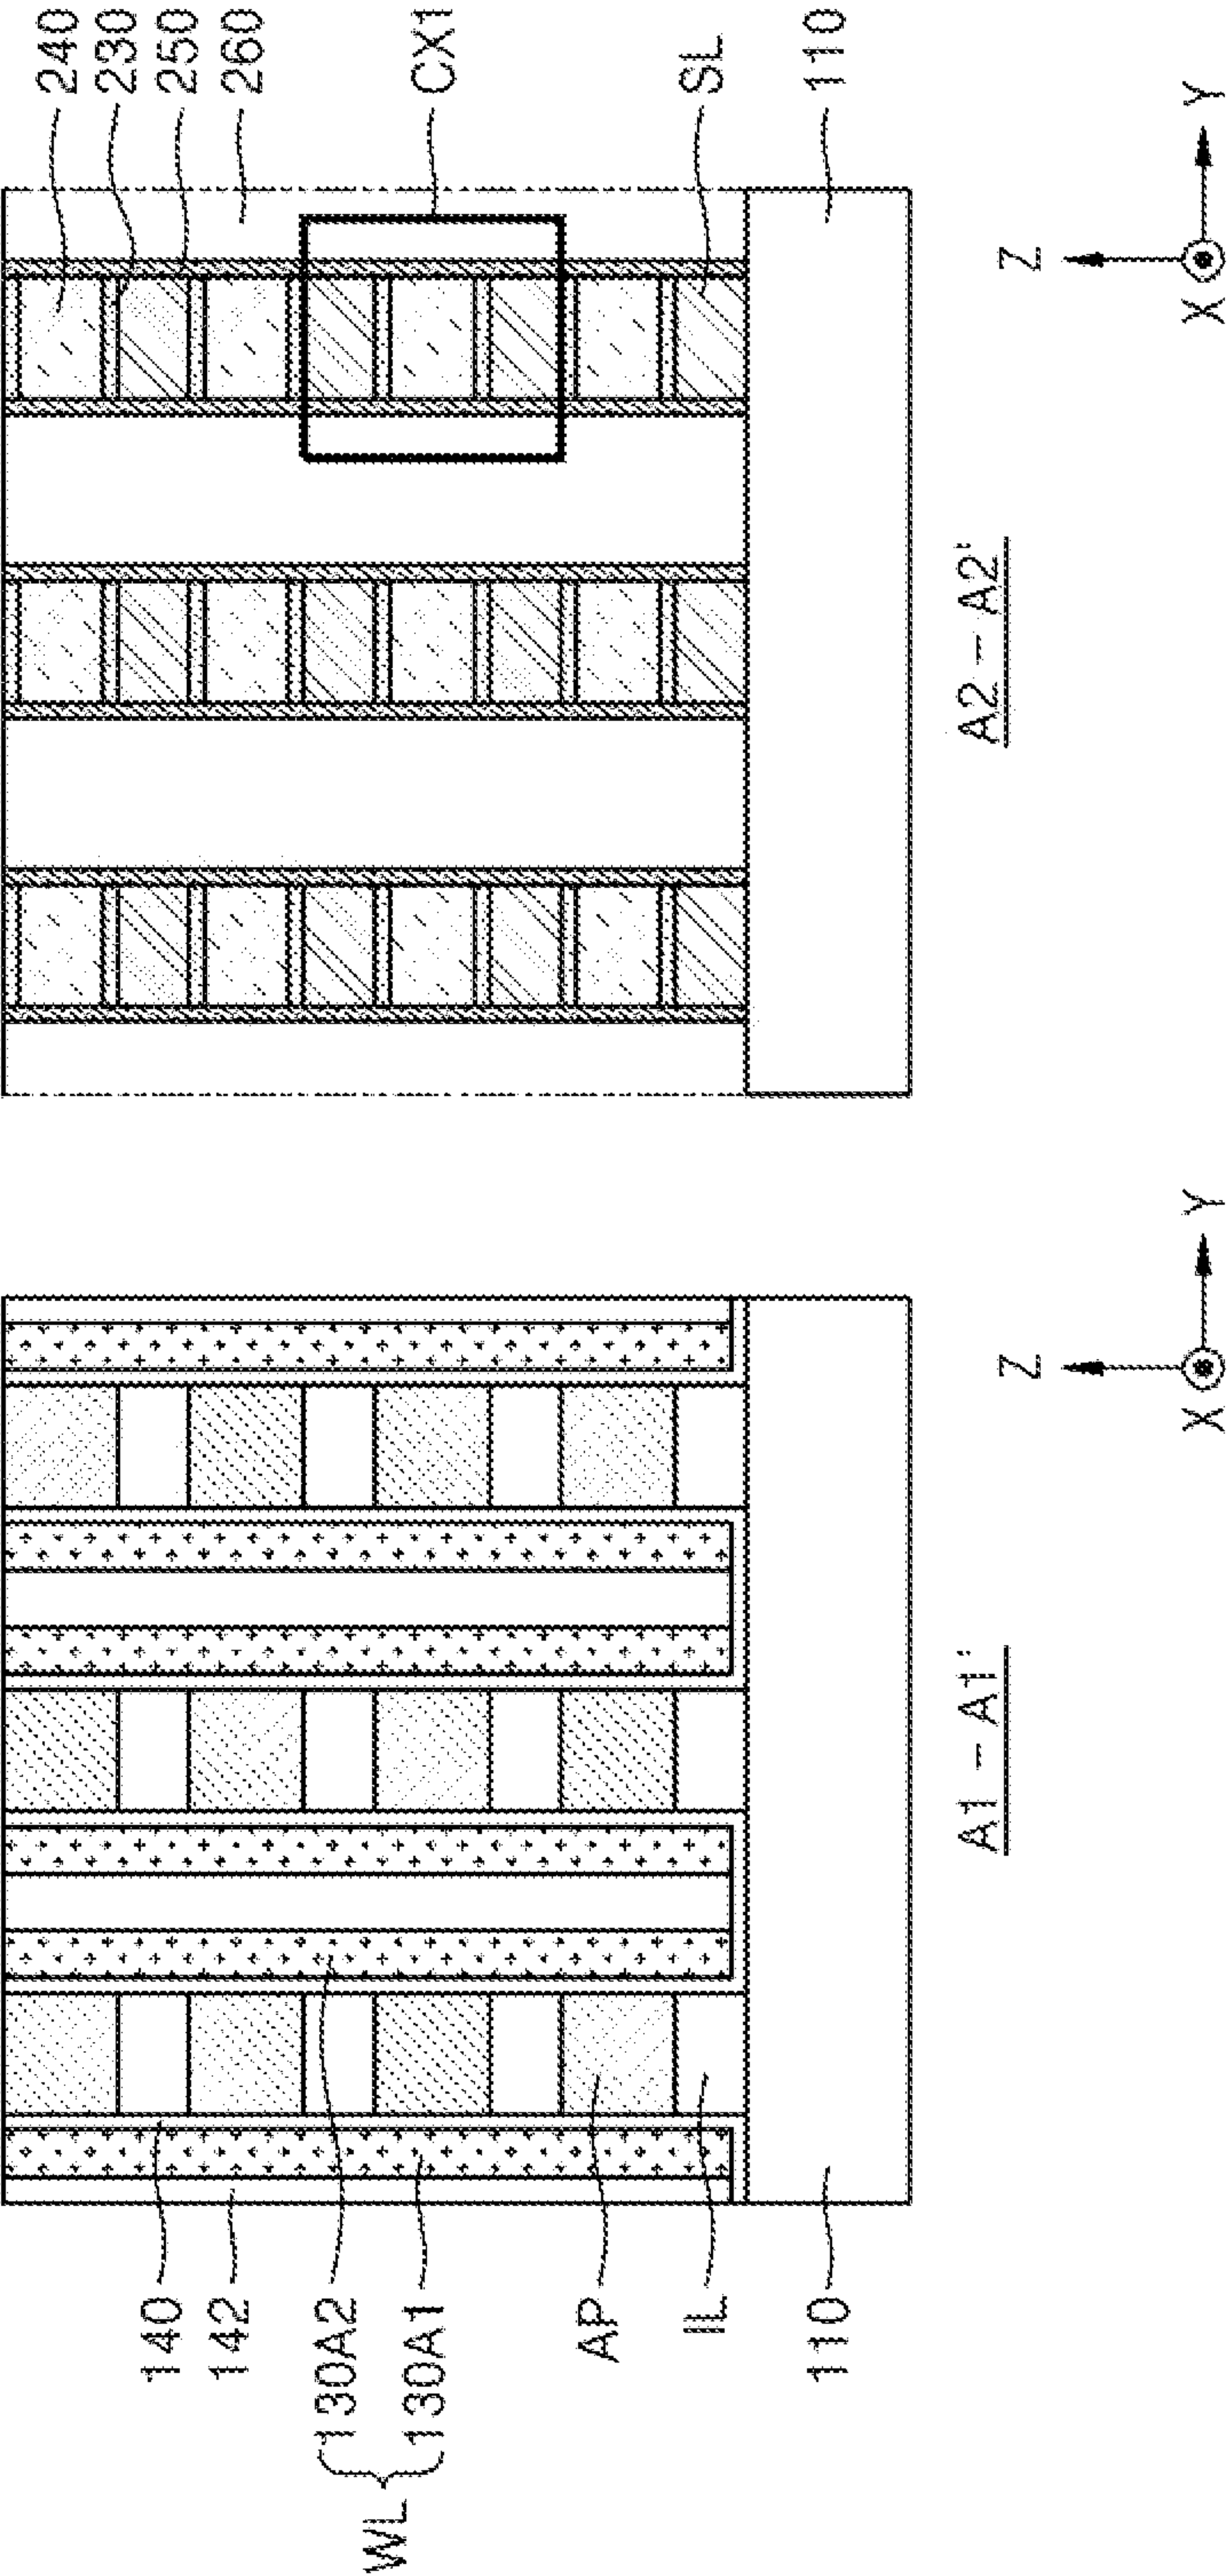 140
142
WL
130A2
130A1
AP
IL
110
A1 - A1'
Z
X
Y
240
230
250
260
CX1
SL
110
A2 - A2'
Z
X
Y